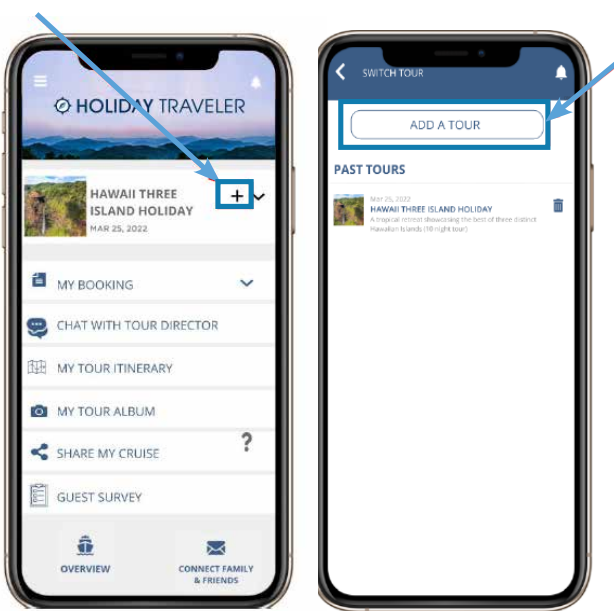 HOLIDAY TRAVELER
HAWAII THREE
ISLAND HOLIDAY
MAR 25, 2022
MY BOOKING
CHAT WITH TOUR DIRECTOR
MY TOUR ITINERARY
MY TOUR ALBUM
SHARE MY CRUISE
?
GUEST SURVEY
OVERVIEW
CONNECT FAMILY
& FRIENDS
SWITCH TOUR
ADD A TOUR
PAST TOURS
Mar 25, 2022
HAWAII THREE ISLAND HOLIDAY
A tropical retreat showcasing the best of three distinct
Hawaiian Islands (10 night tour)